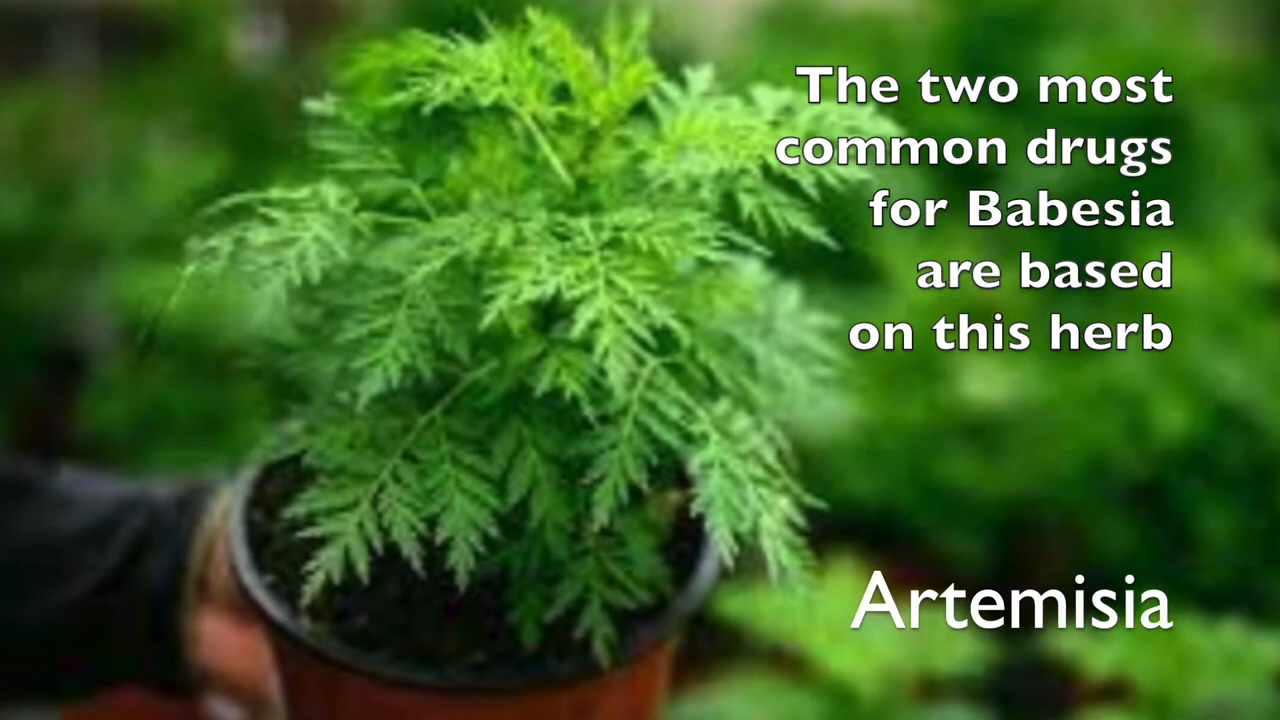 The two most
common drugs
for Babesia
are based
on this herb
Artemisia